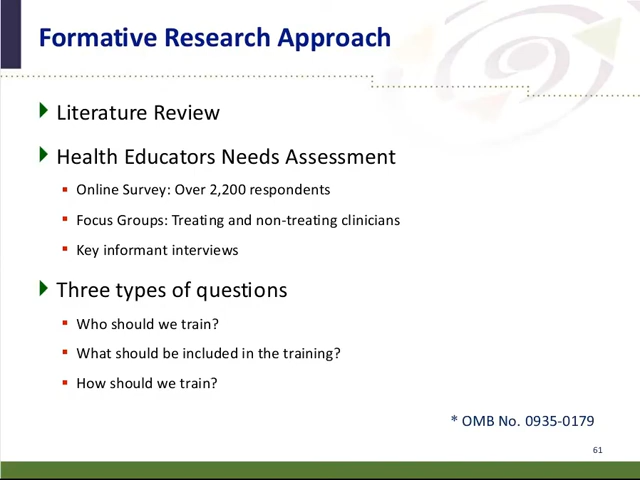 Formative Research Approach
Literature Review
Health Educators Needs Assessment
Online Survey: Over 2,200 respondents
Focus Groups: Treating and non-treating clinicians
Key informant interviews
Three types of questions
Who should we train?
What should be included in the training?
How should we train?
* OMB No. 0935-0179
61